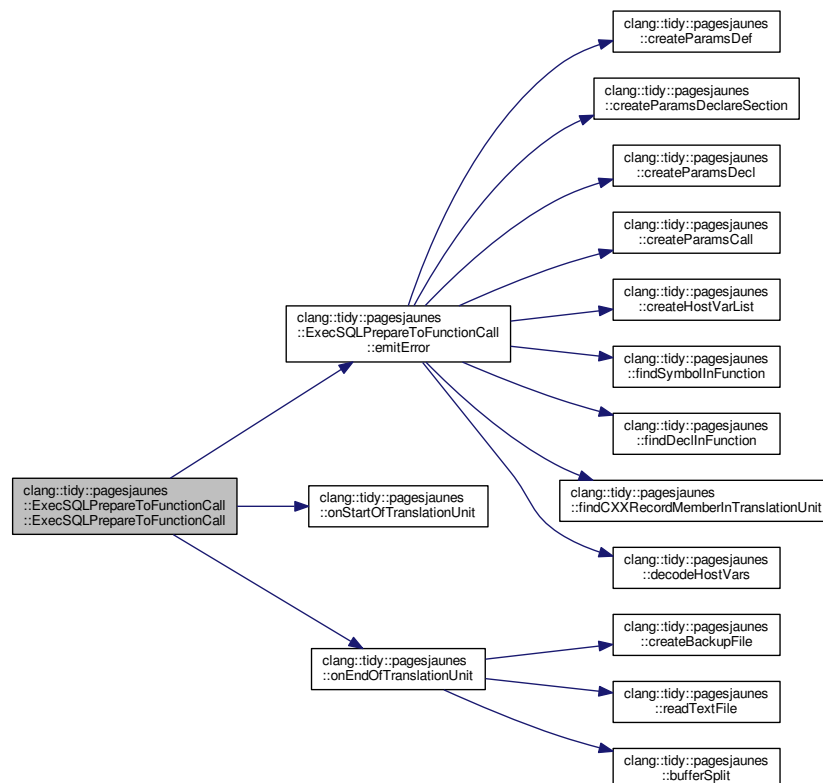 clang::tidy::pagesjaunes
::createParamsDef
clang::tidy::pagesjaunes
::createParamsDeclareSection
clang::tidy::pagesjaunes
::createParamsDecl
clang::tidy::pagesjaunes
::createParamsCall
clang::tidy::pagesjaunes
::createHostVarList
clang::tidy::pagesjaunes
::ExecSQLPrepareToFunctionCall
::emitError
clang::tidy::pagesjaunes
::findSymbolInFunction
clang::tidy::pagesjaunes
::findDeclInFunction
clang::tidy::pagesjaunes
::findCXXRecordMemberInTranslationUnit
clang::tidy::pagesjaunes
::ExecSQLPrepareToFunctionCall
::ExecSQLPrepareToFunctionCall
clang::tidy::pagesjaunes
::onStartOfTranslationUnit
clang::tidy::pagesjaunes
::decodeHostVars
clang::tidy::pagesjaunes
::createBackupFile
clang::tidy::pagesjaunes
::onEndOfTranslationUnit
clang::tidy::pagesjaunes
::readTextFile
clang::tidy::pagesjaunes
::bufferSplit